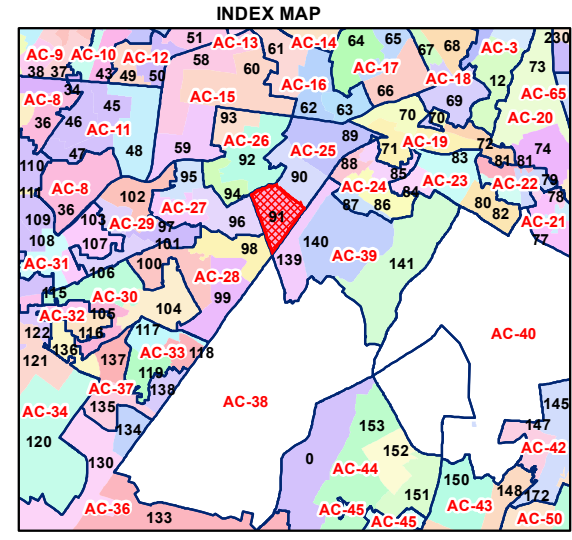 INDEX MAP
51 AC-13 61 AC-14 64 65 67 68 AC-3 230
AC-9 AC-10 AC-12 58 60 AC-17 73
38 37 43 49 50 AC-16 66 AC-18 12 AC-65
34 AC-15 62 63 69 AC-20
AC-8 45 93 70 70
36 46 AC-11 AC-26 AC-25 89 AC-19 72 74
47 48 59 92 90 88 71 83 81 81
110 95 AC-24 85 AC-23 AC-22 79
111 AC-8 102 94 87 86 84 80 78
36 103 AC-29 AC-27 96 91 82 AC-21
109 97 77
108 107 101 98 140 AC-39
AC-31 106 100 AC-28 139 141
115 AC-30 99
AC-32 105 104
122 116 117 AC-40
121 136 137 AC-33 118
119
AC-37 138 AC-38
AC-34 135 145
120 134 153 147
130 0 152 AC-42
AC-44 150
151 148 172
AC-36 AC-45 AC-43 AC-50
133 AC-45